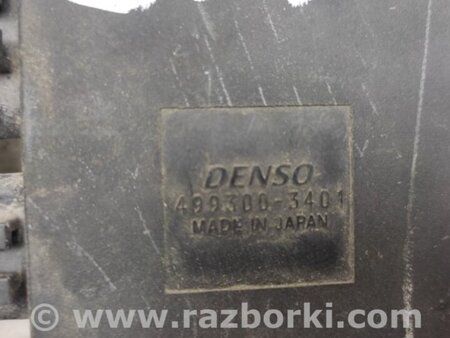 DENSO
499300-3401
MADE IN JAPAN
© www.razborki.com